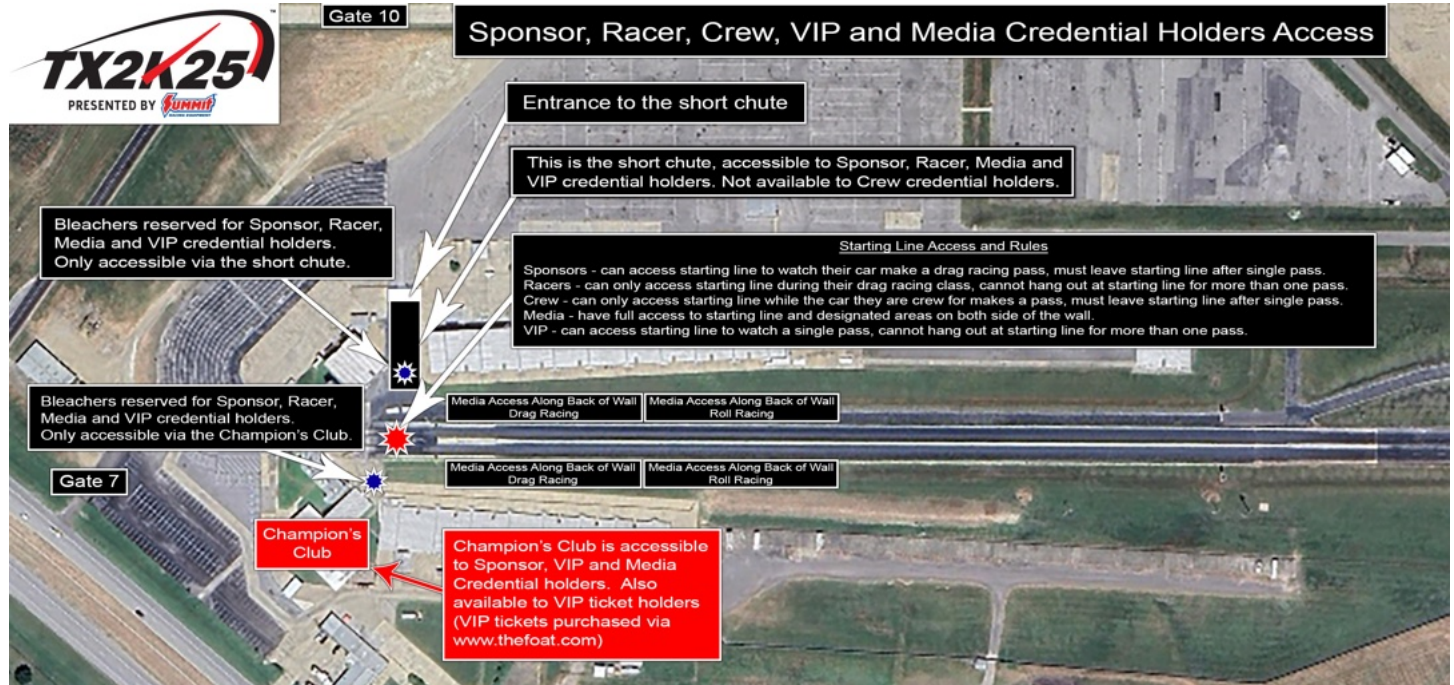 Gate 10
Sponsor, Racer, Crew, VIP and Media Credential Holders Access
TX2K25
PRESENTED BY SUMMIT
RACING EQUIPMENT
Entrance to the short chute
This is the short chute, accessible to Sponsor, Racer, Media and
VIP credential holders. Not available to Crew credential holders.
Bleachers reserved for Sponsor, Racer,
Media and VIP credential holders.
Only accessible via the short chute.
Starting Line Access and Rules
Sponsors - can access starting line to watch their car make a drag racing pass, must leave starting line after single pass.
Racers - can only access starting line during their drag racing class, cannot hang out at starting line for more than one pass.
Crew - can only access starting line while the car they are crew for makes a pass, must leave starting line after single pass.
Media - have full access to starting line and designated areas on both side of the wall.
VIP - can access starting line to watch a single pass, cannot hang out at starting line for more than one pass.
Bleachers reserved for Sponsor, Racer,
Media and VIP credential holders.
Only accessible via the Champion's Club.
Media Access Along Back of Wall
Drag Racing
Media Access Along Back of Wall
Roll Racing
Media Access Along Back of Wall
Drag Racing
Media Access Along Back of Wall
Roll Racing
Gate 7
Champion's
Club
Champion's Club is accessible
to Sponsor, VIP and Media
Credential holders. Also
available to VIP ticket holders
(VIP tickets purchased via
www.thefoat.com)